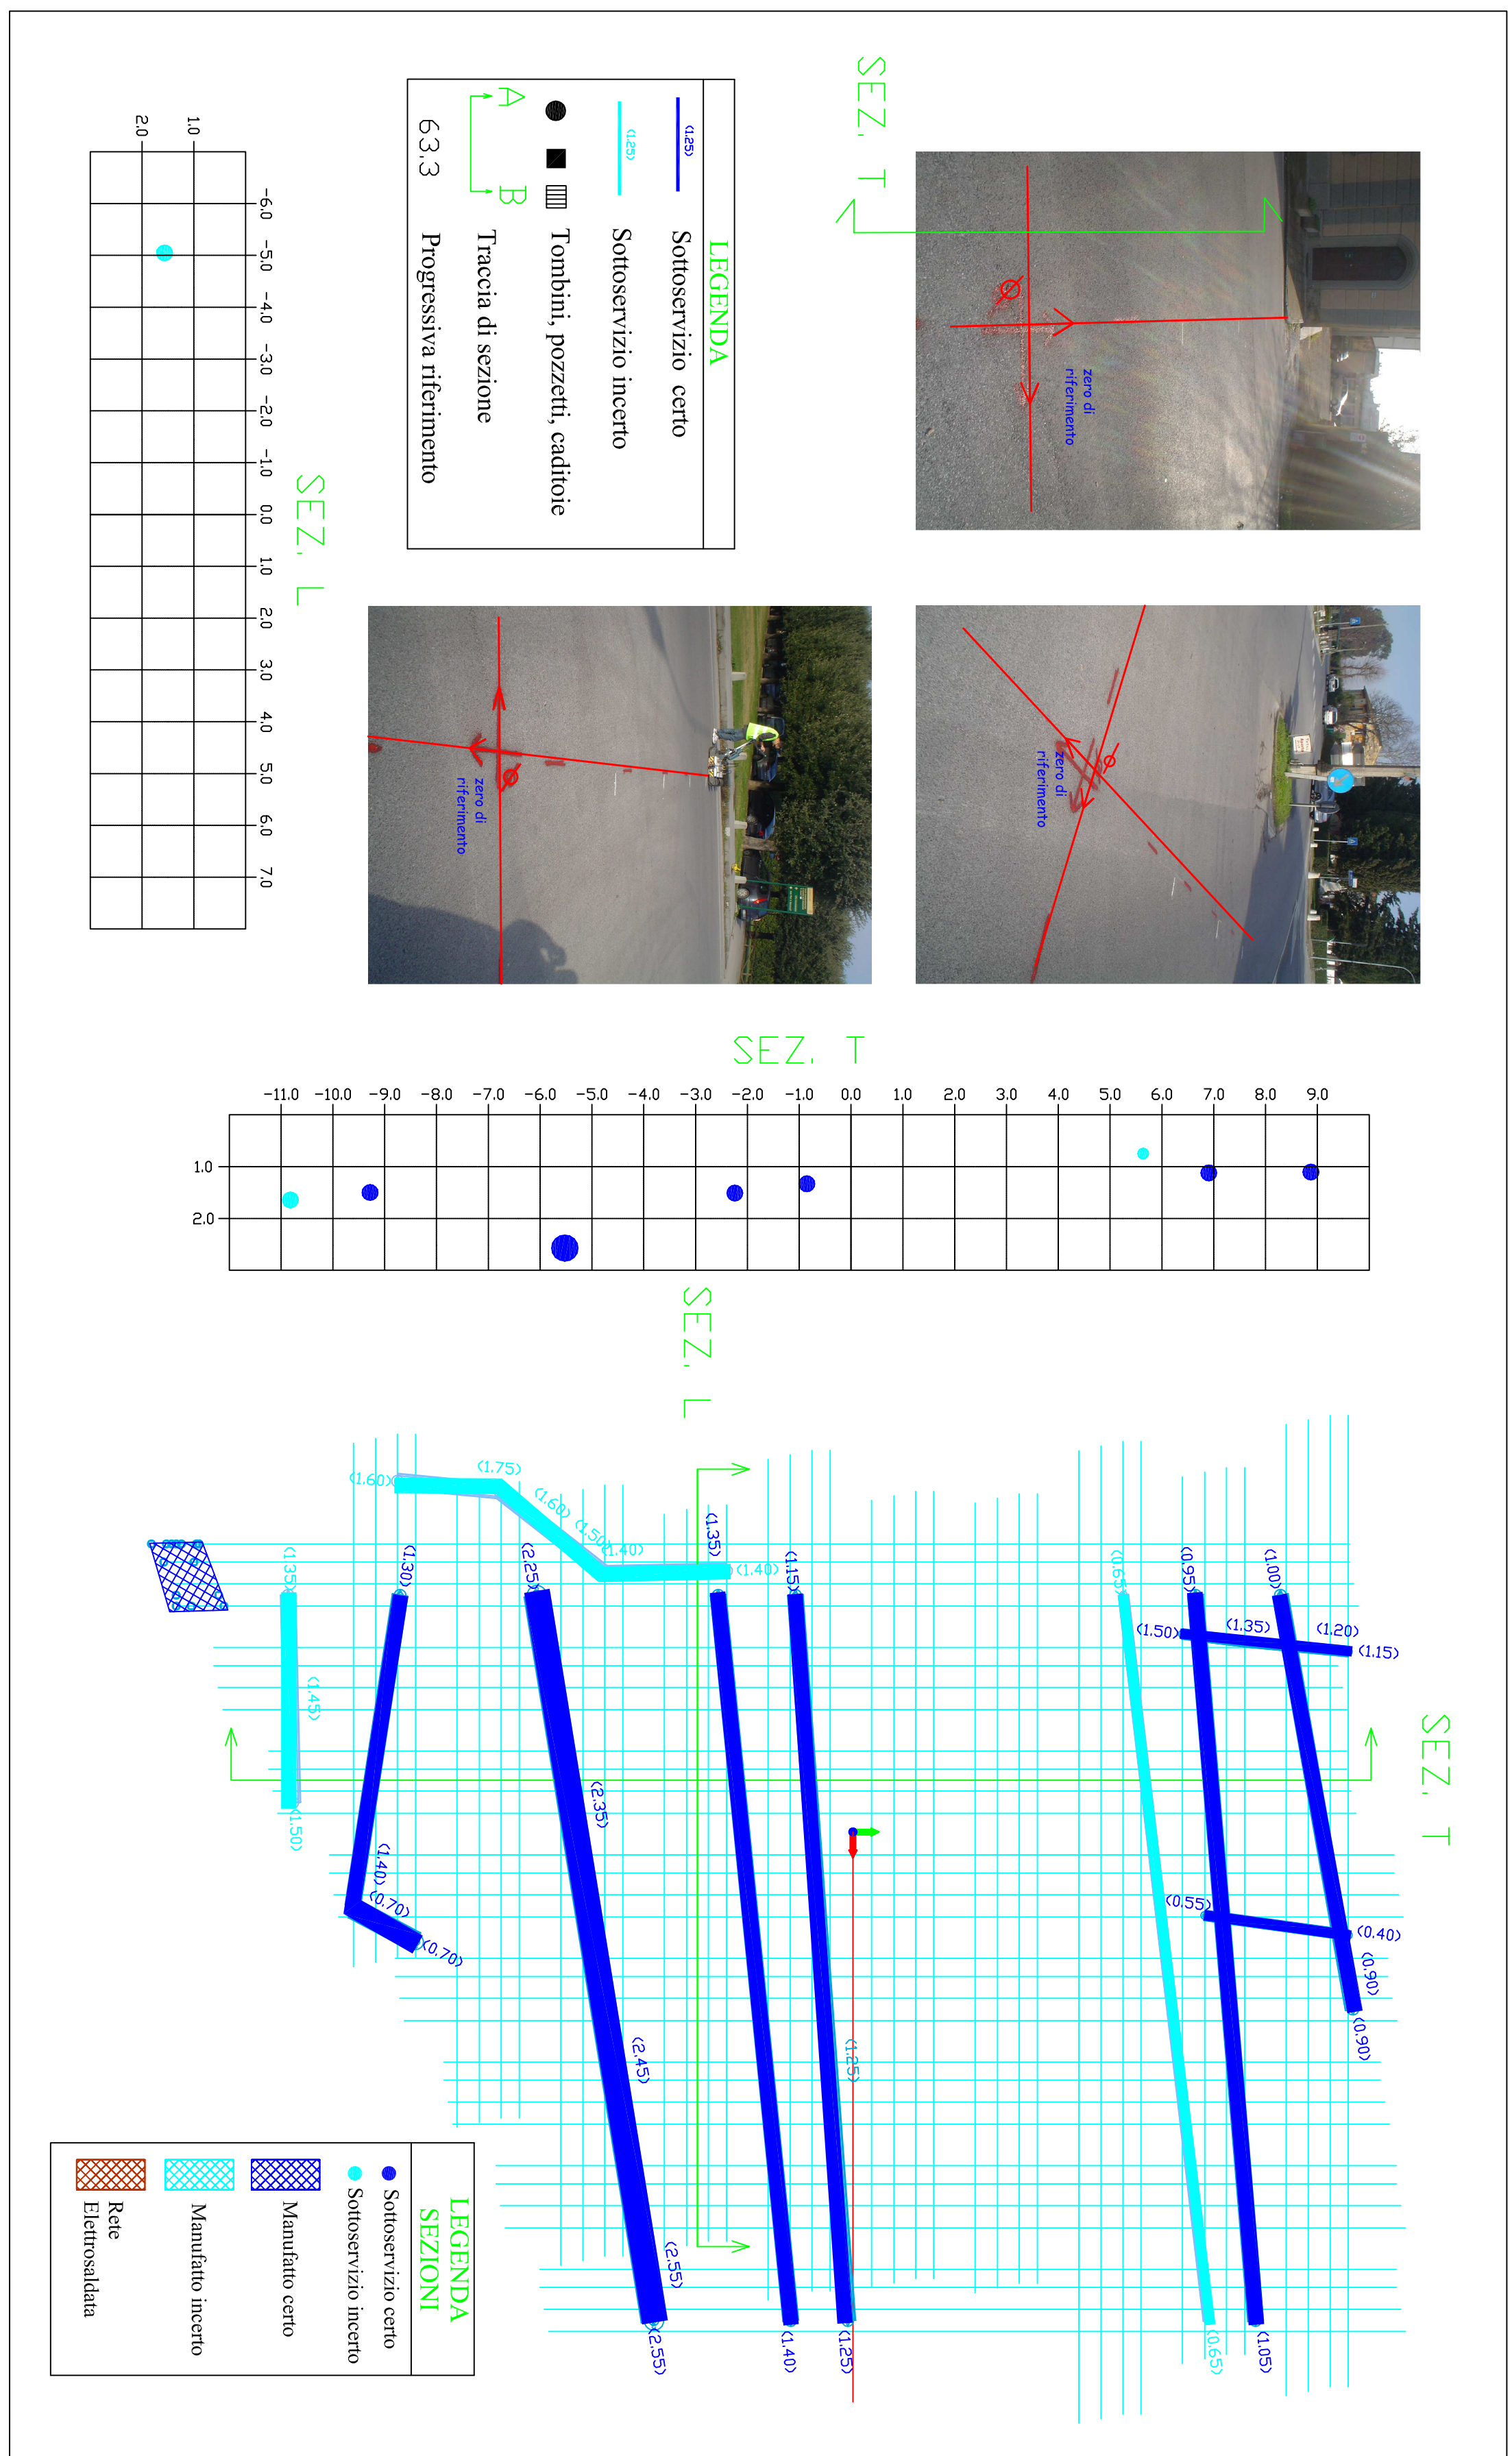 SEZ. T
zero di
riferimento
zero di
riferimento
zero di
riferimento
LEGENDA
(1.25)
Sottoservizio certo
(1.25)
Sottoservizio incerto
Tombini, pozzetti, caditoie
A
B
Traccia di sezione
63.3
Progressiva riferimento
SEZ. L
-6.0 -5.0 -4.0 -3.0 -2.0 -1.0 0.0 1.0 2.0 3.0 4.0 5.0 6.0 7.0
1.0
2.0
SEZ. T
-11.0 -10.0 -9.0 -8.0 -7.0 -6.0 -5.0 -4.0 -3.0 -2.0 -1.0 0.0 1.0 2.0 3.0 4.0 5.0 6.0 7.0 8.0 9.0
1.0
2.0
SEZ. L
SEZ. T
(1.60)
(1.75)
(1.60)
(1.50)
(1.40)
(1.40)
(1.35)
(1.45)
(1.50)
(1.30)
(1.40)
(0.70)
(0.70)
(2.25)
(2.35)
(2.45)
(2.55)
(2.55)
(1.35)
(1.40)
(1.15)
(1.25)
(1.25)
(0.65)
(0.65)
(0.95)
(1.05)
(1.00)
(0.90)
(0.90)
(1.50)
(1.35)
(1.20)
(1.15)
(0.55)
(0.40)
LEGENDA
SEZIONI
Sottoservizio certo
Sottoservizio incerto
Manufatto certo
Manufatto incerto
Rete
Elettrosaldata